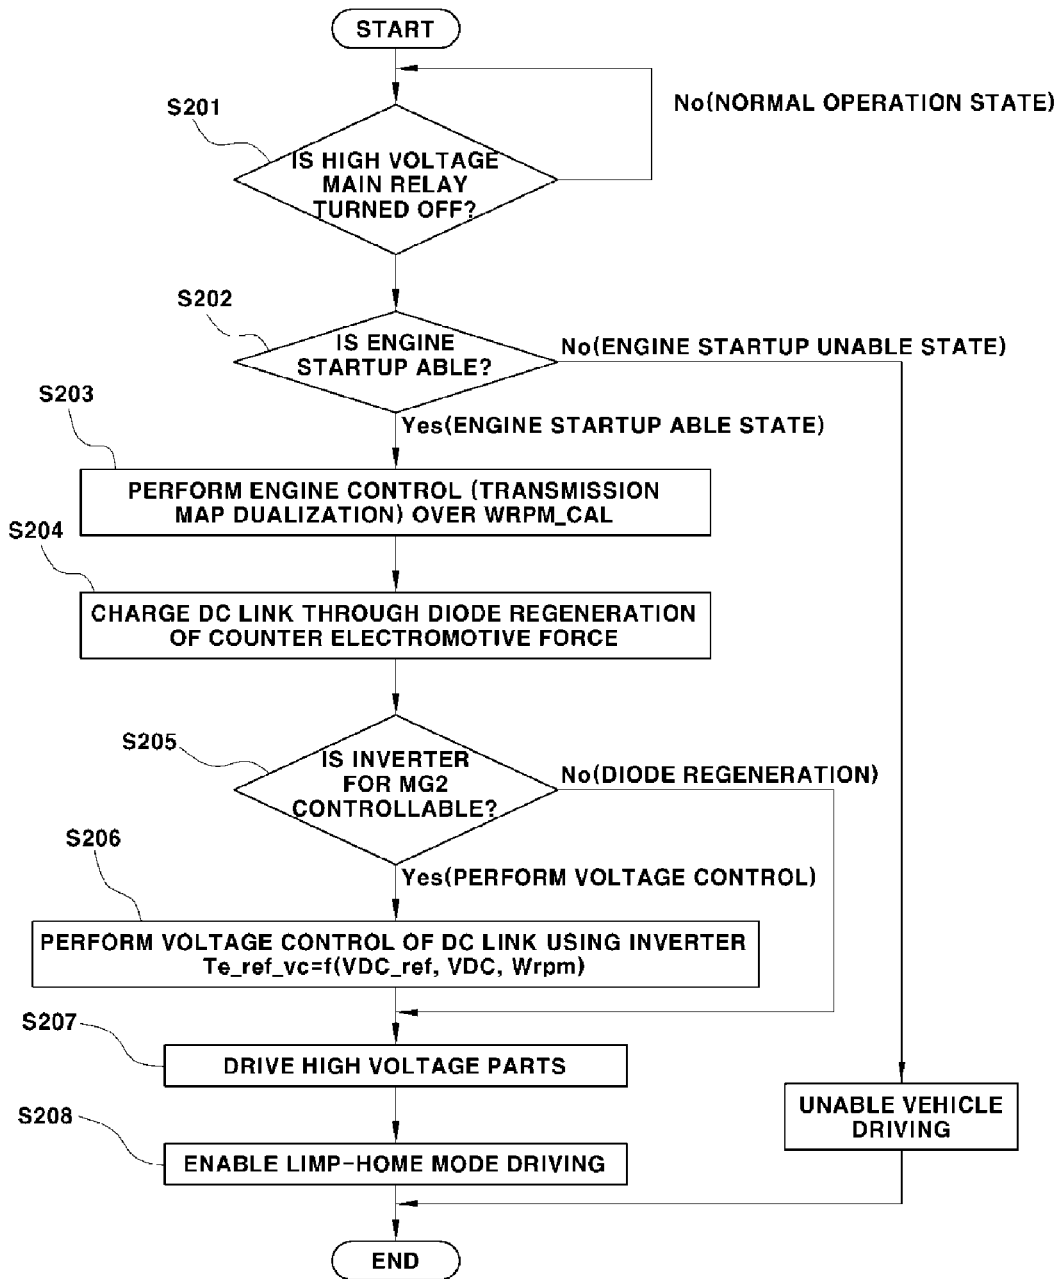 START
No(NORMAL OPERATION STATE)
S201
IS HIGH VOLTAGE
MAIN RELAY
TURNED OFF?
S202
IS ENGINE
STARTUP ABLE?
No(ENGINE STARTUP UNABLE STATE)
S203
Yes(ENGINE STARTUP ABLE STATE)
PERFORM ENGINE CONTROL (TRANSMISSION
MAP DUALIZATION) OVER WRPM_CAL
S204
CHARGE DC LINK THROUGH DIODE REGENERATION
OF COUNTER ELECTROMOTIVE FORCE
S205
IS INVERTER
FOR MG2
CONTROLLABLE?
No(DIODE REGENERATION)
S206
Yes(PERFORM VOLTAGE CONTROL)
PERFORM VOLTAGE CONTROL OF DC LINK USING INVERTER
Te_ref_vc=f(VDC_ref, VDC, Wrpm)
S207
DRIVE HIGH VOLTAGE PARTS
UNABLE VEHICLE
DRIVING
S208
ENABLE LIMP-HOME MODE DRIVING
END